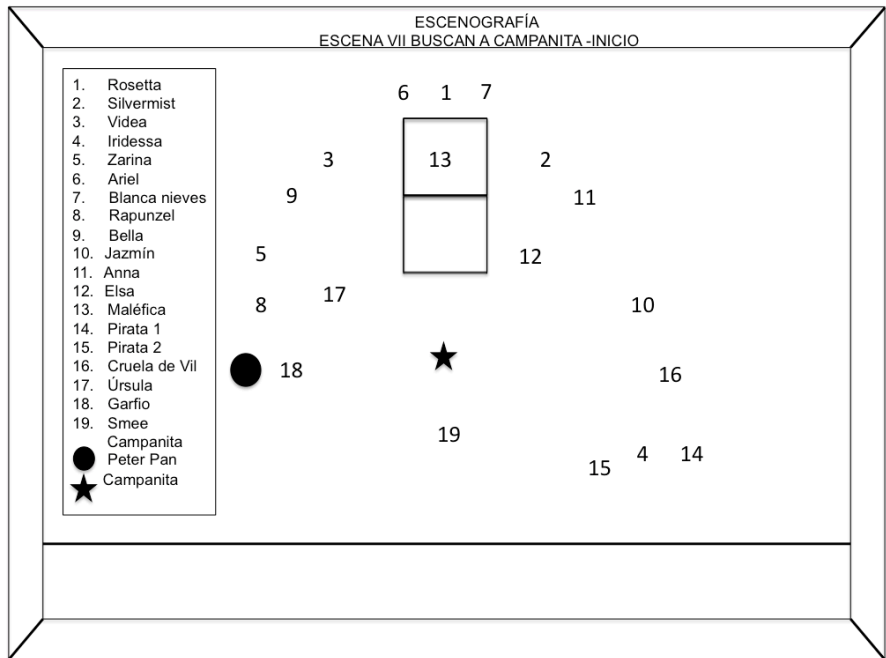 ESCENOGRAFÍA
ESCENA VII BUSCAN A CAMPANITA -INICIO
1. Rosetta
2. Silvermist
3. Videa
4. Iridessa
5. Zarina
6. Ariel
7. Blanca nieves
8. Rapunzel
9. Bella
10. Jazmín
11. Anna
12. Elsa
13. Maléfica
14. Pirata 1
15. Pirata 2
16. Cruela de Vil
17. Úrsula
18. Garfio
19. Smee
Campanita
Peter Pan
Campanita
6 1 7
3 13 2
9 11
5 12
8 17 10
18 16
19
15 4 14